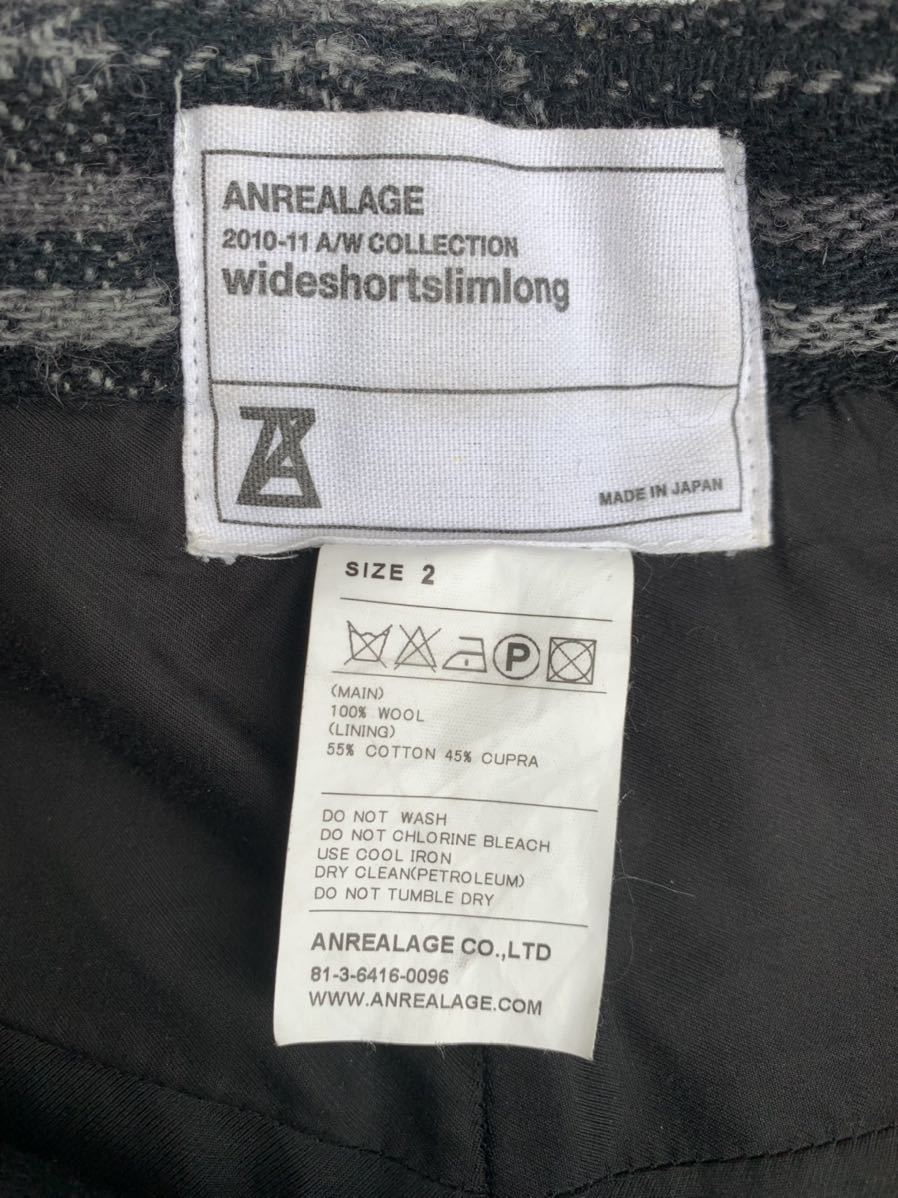 ANREALAGE
2010-11 A/W COLLECTION
wideshortslimlong
MADE IN JAPAN
SIZE 2
P
(MAIN)
100% WOOL
(LINING)
55% COTTON 45% CUPRA
DO NOT WASH
DO NOT CHLORINE BLEACH
USE COOL IRON
DRY CLEAN(PETROLEUM)
DO NOT TUMBLE DRY
ANREALAGE CO.,LTD
81-3-6416-0096
WWW.ANREALAGE.COM